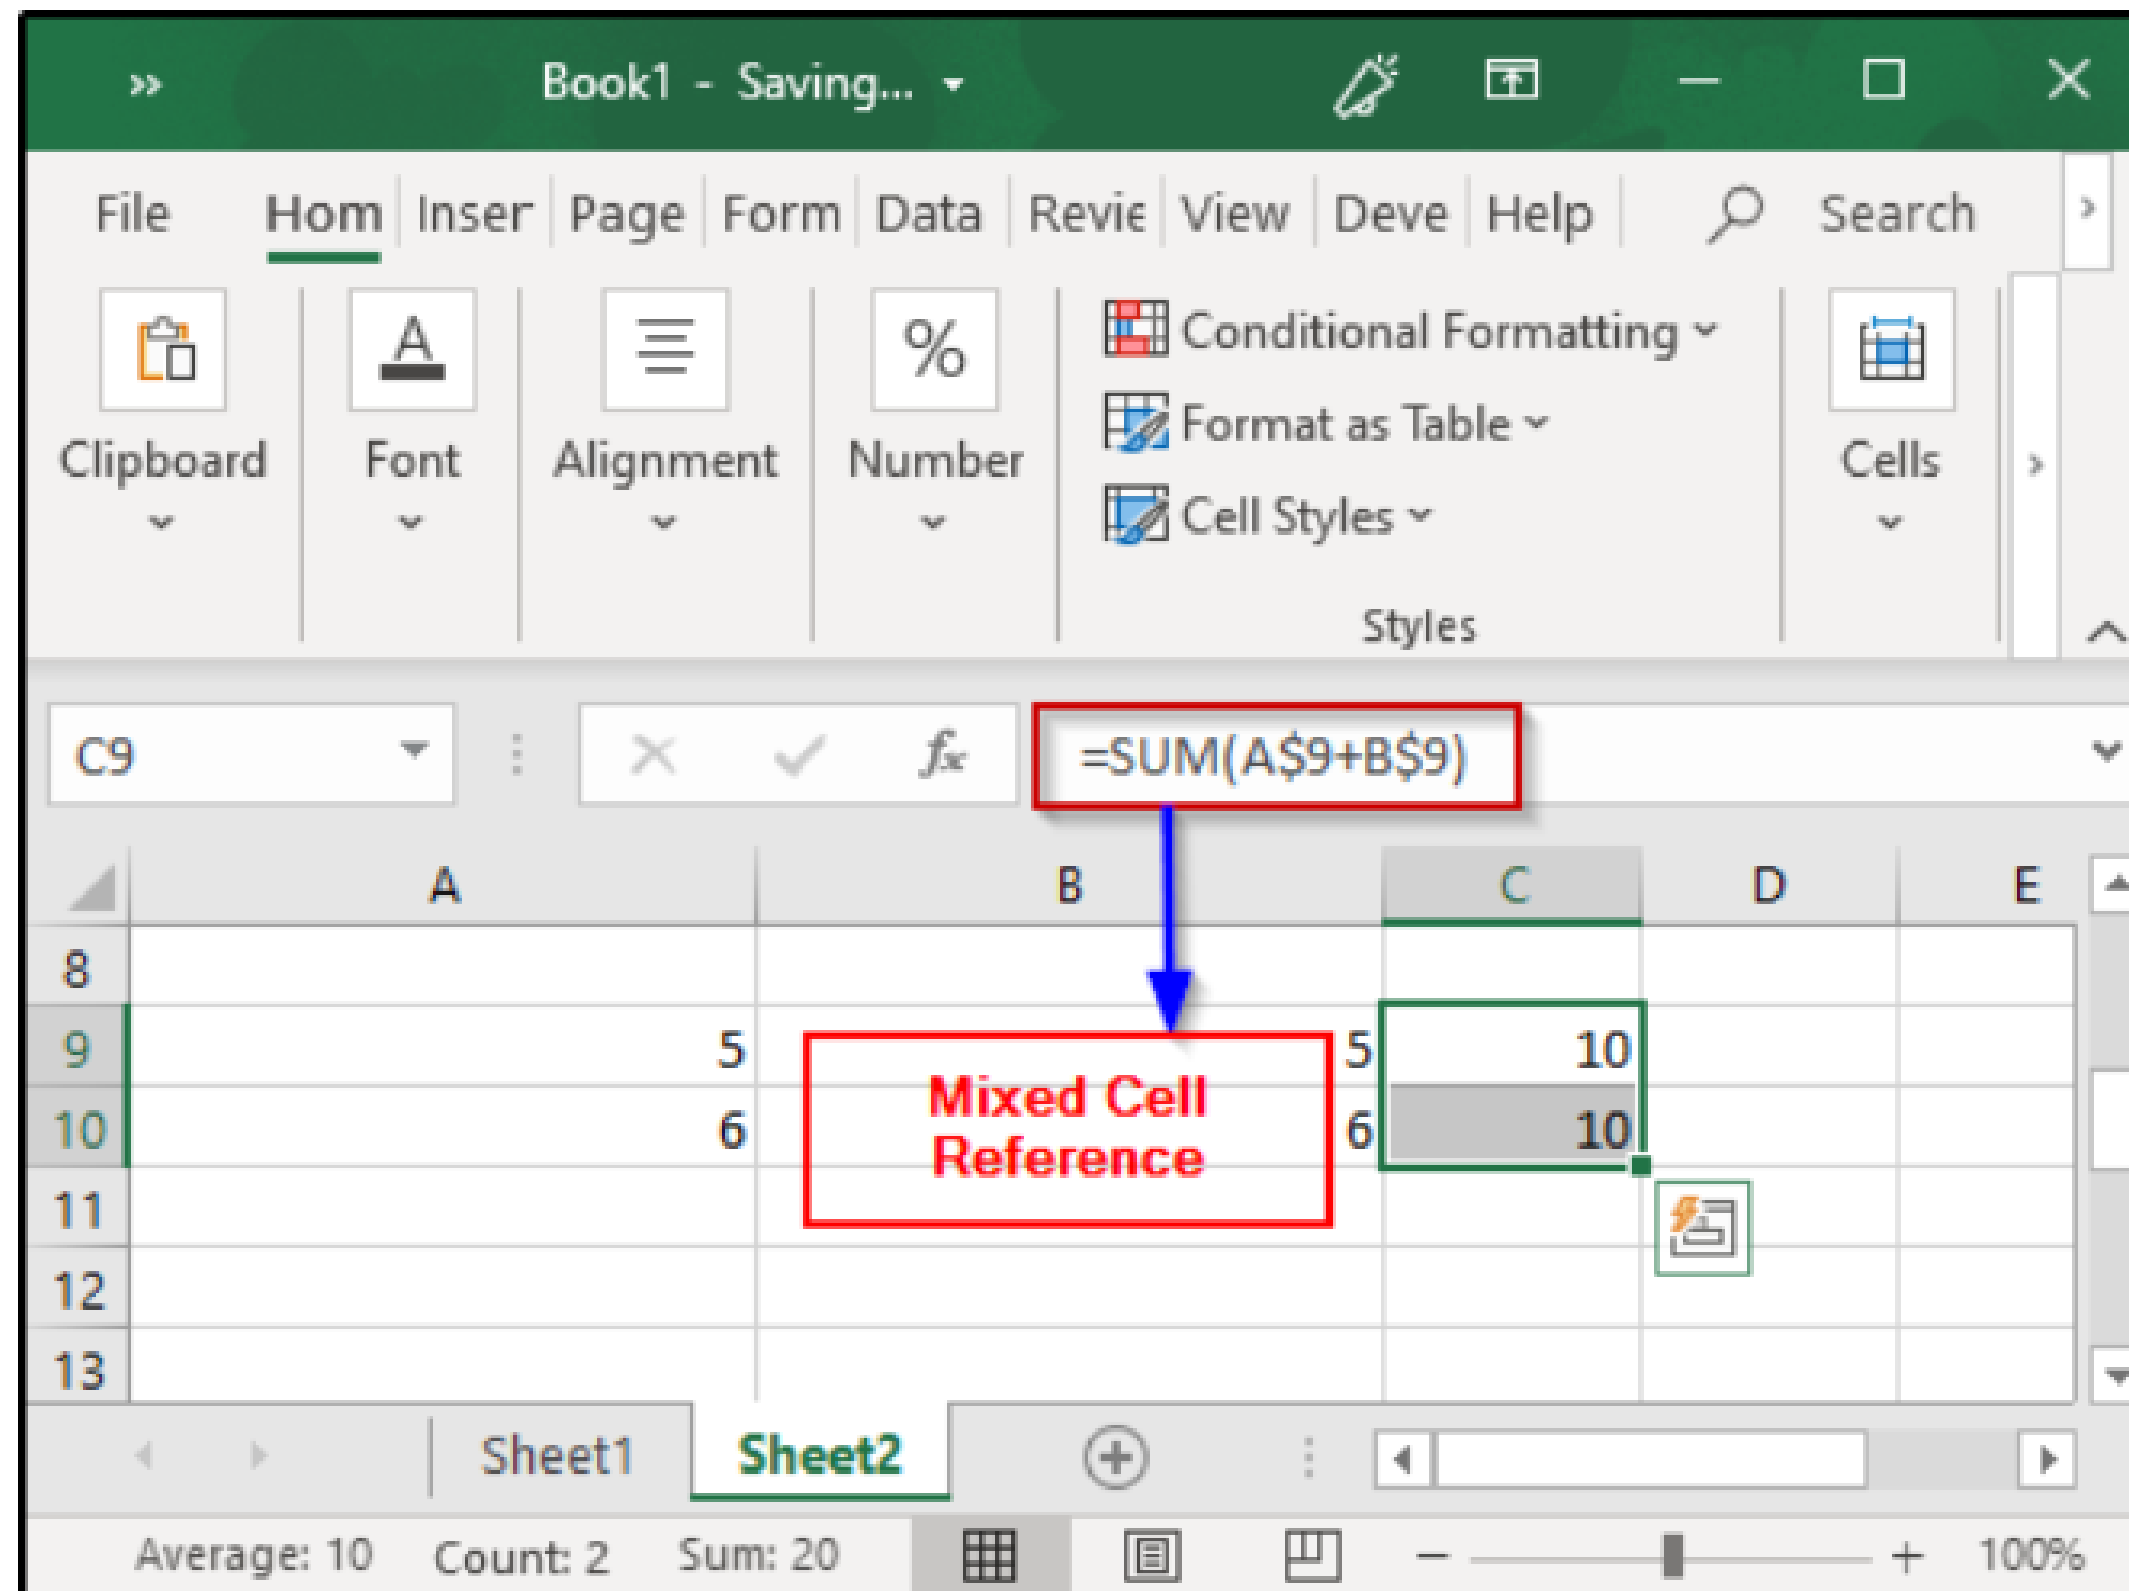 Book1 - Saving...
File Hom Inser Page Form Data Revie View Deve Help Search
Clipboard Font Alignment Number Conditional Formatting Cells
Format as Table
Cell Styles
Styles
C9 fx =SUM(A$9+B$9)
A B C D E
8
9 5 5 10
10 6 6 10
Mixed Cell
Reference
11
12
13
Sheet1 Sheet2
Average: 10 Count: 2 Sum: 20 100%